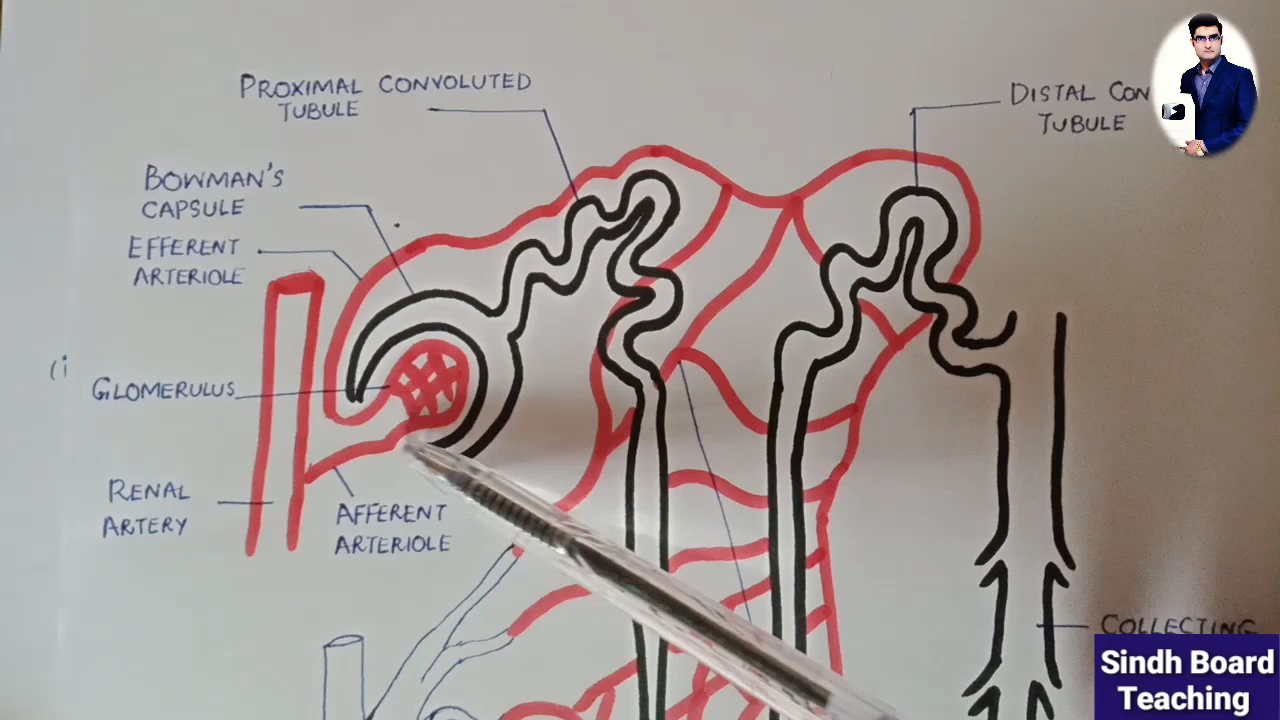 PROXIMAL CONVOLUTED
TUBULE
DISTAL CON
TUBULE
BOWMAN'S
CAPSULE
EFFERENT
ARTERIOLE
GLOMERULUS
RENAL
ARTERY
AFFERENT
ARTERIOLE
COLLECTING
Sindh Board
Teaching